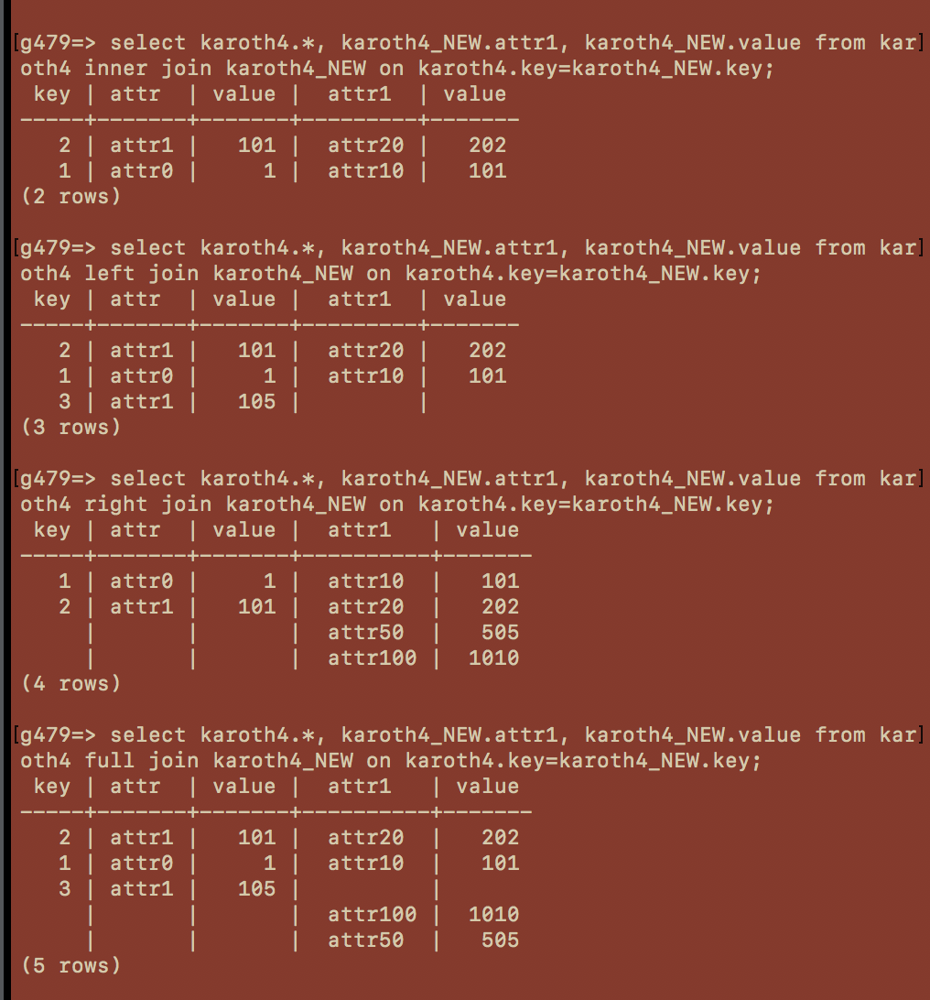 [g479=> select karoth4.*, karoth4_NEW.attr1, karoth4_NEW.value from kar]
oth4 inner join karoth4_NEW on karoth4.key=karoth4_NEW.key;
 key | attr  | value |  attr1  | value
-----+-------+-------+---------+-------
   2 | attr1 |   101 |  attr20 |   202
   1 | attr0 |     1 |  attr10 |   101
(2 rows)
[g479=> select karoth4.*, karoth4_NEW.attr1, karoth4_NEW.value from kar]
oth4 left join karoth4_NEW on karoth4.key=karoth4_NEW.key;
 key | attr  | value |  attr1  | value
-----+-------+-------+---------+-------
   2 | attr1 |   101 |  attr20 |   202
   1 | attr0 |     1 |  attr10 |   101
   3 | attr1 |   105 |         |
(3 rows)
[g479=> select karoth4.*, karoth4_NEW.attr1, karoth4_NEW.value from kar]
oth4 right join karoth4_NEW on karoth4.key=karoth4_NEW.key;
 key | attr  | value |  attr1   | value
-----+-------+-------+----------+-------
   1 | attr0 |     1 |  attr10  |   101
   2 | attr1 |   101 |  attr20  |   202
     |       |       |  attr50  |   505
     |       |       |  attr100 |  1010
(4 rows)
[g479=> select karoth4.*, karoth4_NEW.attr1, karoth4_NEW.value from kar]
oth4 full join karoth4_NEW on karoth4.key=karoth4_NEW.key;
 key | attr  | value |  attr1   | value
-----+-------+-------+----------+-------
   2 | attr1 |   101 |  attr20  |   202
   1 | attr0 |     1 |  attr10  |   101
   3 | attr1 |   105 |          |
     |       |       |  attr100 |  1010
     |       |       |  attr50  |   505
(5 rows)